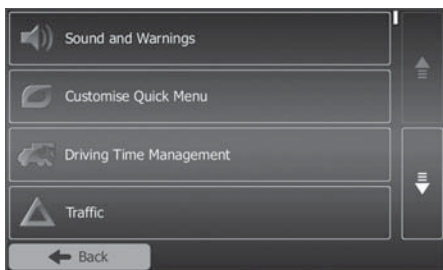 Sound and Warnings
Customise Quick Menu
Driving Time Management
Traffic
Back